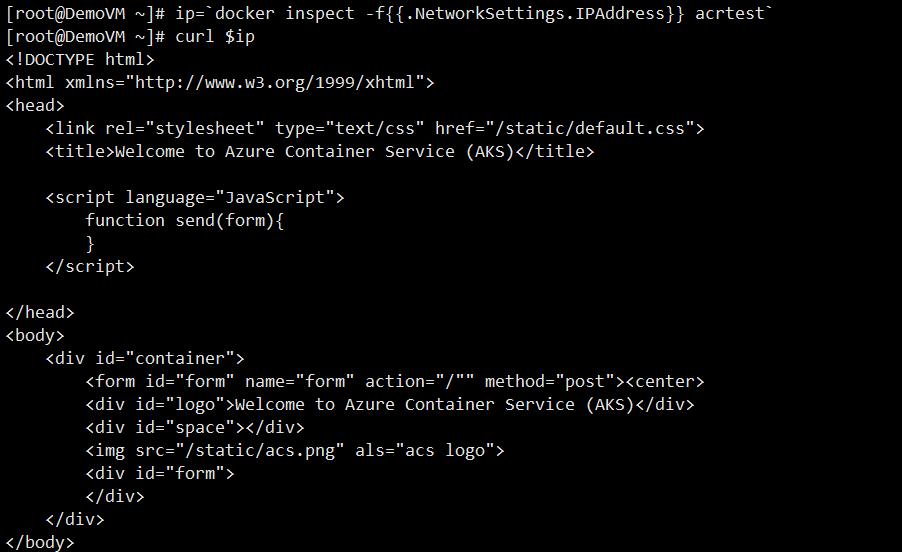 [root@DemoVM ~]# ip=`docker inspect -f{{.NetworkSettings.IPAddress}} acrtest`
[root@DemoVM ~]# curl $ip
<!DOCTYPE html>
<html xmlns="http://www.w3.org/1999/xhtml">
<head>
    <link rel="stylesheet" type="text/css" href="/static/default.css">
    <title>Welcome to Azure Container Service (AKS)</title>

    <script language="JavaScript">
        function send(form){
        }
    </script>

</head>
<body>
    <div id="container">
        <form id="form" name="form" action="/"" method="post"><center>
        <div id="logo">Welcome to Azure Container Service (AKS)</div>
        <div id="space"></div>
        <img src="/static/acs.png" als="acs logo">
        <div id="form">
        </div>
    </div>
</body>